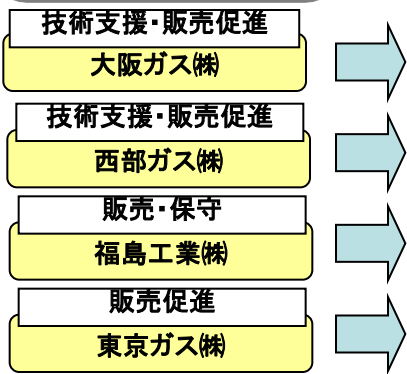 技術支援・販売促進
大阪ガス㈱
技術支援・販売促進
西部ガス㈱
販売・保守
福島工業㈱
販売促進
東京ガス㈱